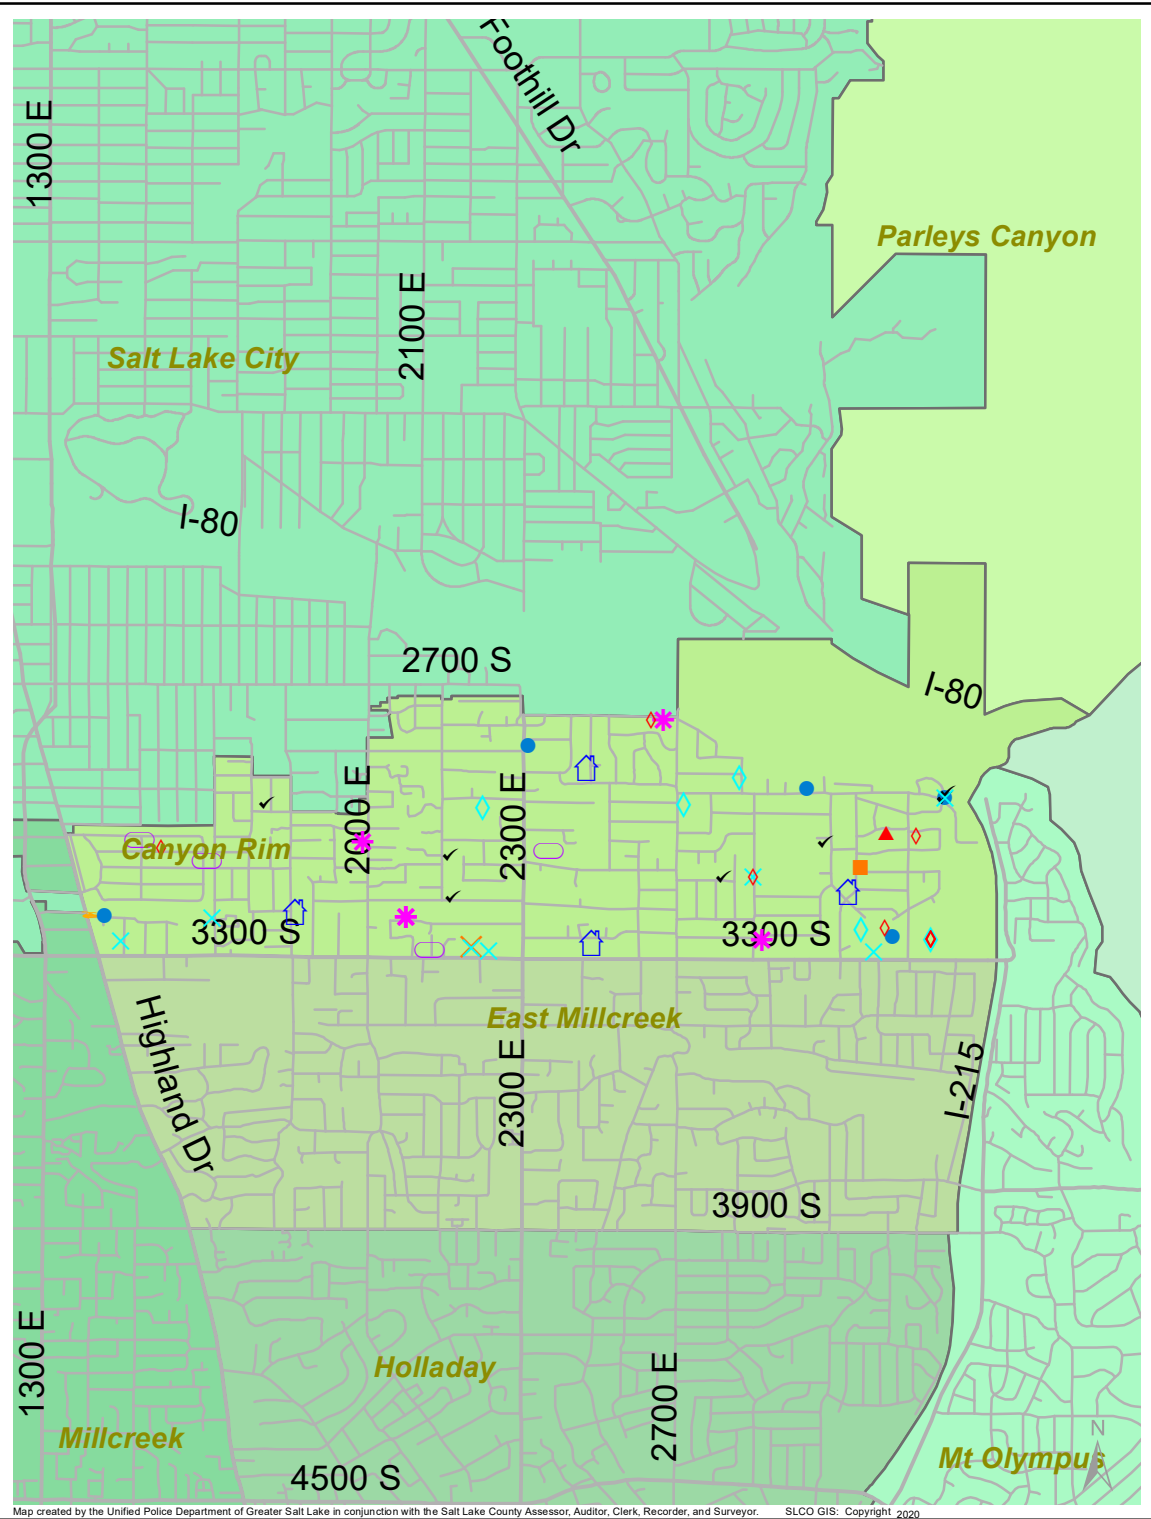 Foothill Dr
1300 E
Parleys Canyon
2100 E
Salt Lake City
I-80
2700 S
I-80
2000 E
2300 E
Canyon Rim
3300 S
3300 S
East Millcreek
Highland Dr
2300 E
I-215
3900 S
1300 E
Holladay
2700 E
Millcreek
N
Mt Olympus
4500 S
Map created by the Unified Police Department of Greater Salt Lake in conjunction with the Salt Lake County Assessor, Auditor, Clerk, Recorder, and Surveyor. SLCO GIS: Copyright 2020